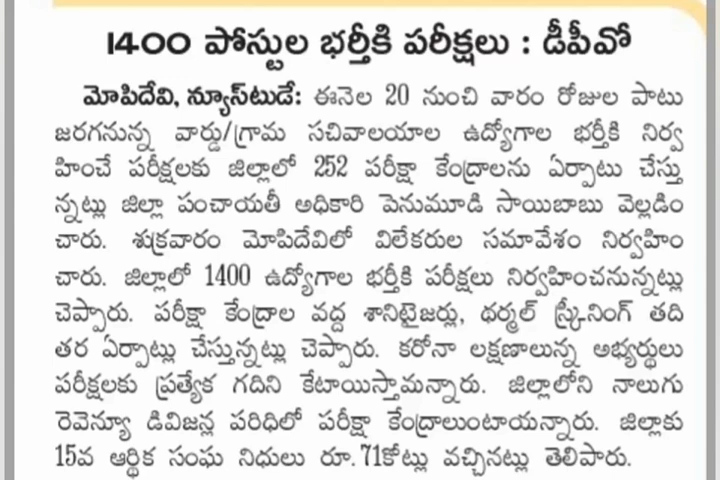 1400 పోస్టుల భర్తీకి పరీక్షలు : డీపీవో
మోపిదేవి, న్యూస్‌టుడే: ఈనెల 20 నుంచి వారం రోజుల పాటు
జరగనున్న వార్డు/గ్రామ సచివాలయాల ఉద్యోగాల భర్తీకి నిర్వ
హించే పరీక్షలకు జిల్లాలో 252 పరీక్షా కేంద్రాలను ఏర్పాటు చేస్తు
న్నట్లు జిల్లా పంచాయతీ అధికారి పెనుమూడి సాయిబాబు వెల్లడిం
చారు. శుక్రవారం మోపిదేవిలో విలేకరుల సమావేశం నిర్వహిం
చారు. జిల్లాలో 1400 ఉద్యోగాల భర్తీకి పరీక్షలు నిర్వహించనున్నట్లు
చెప్పారు. పరీక్షా కేంద్రాల వద్ద శానిటైజర్లు, థర్మల్ స్క్రీనింగ్ తది
తర ఏర్పాట్లు చేస్తున్నట్లు చెప్పారు. కరోనా లక్షణాలున్న అభ్యర్థులు
పరీక్షలకు ప్రత్యేక గదిని కేటాయిస్తామన్నారు. జిల్లాలోని నాలుగు
రెవెన్యూ డివిజన్ల పరిధిలో పరీక్షా కేంద్రాలుంటాయన్నారు. జిల్లాకు
15వ ఆర్థిక సంఘ నిధులు రూ.71కోట్లు వచ్చినట్లు తెలిపారు.